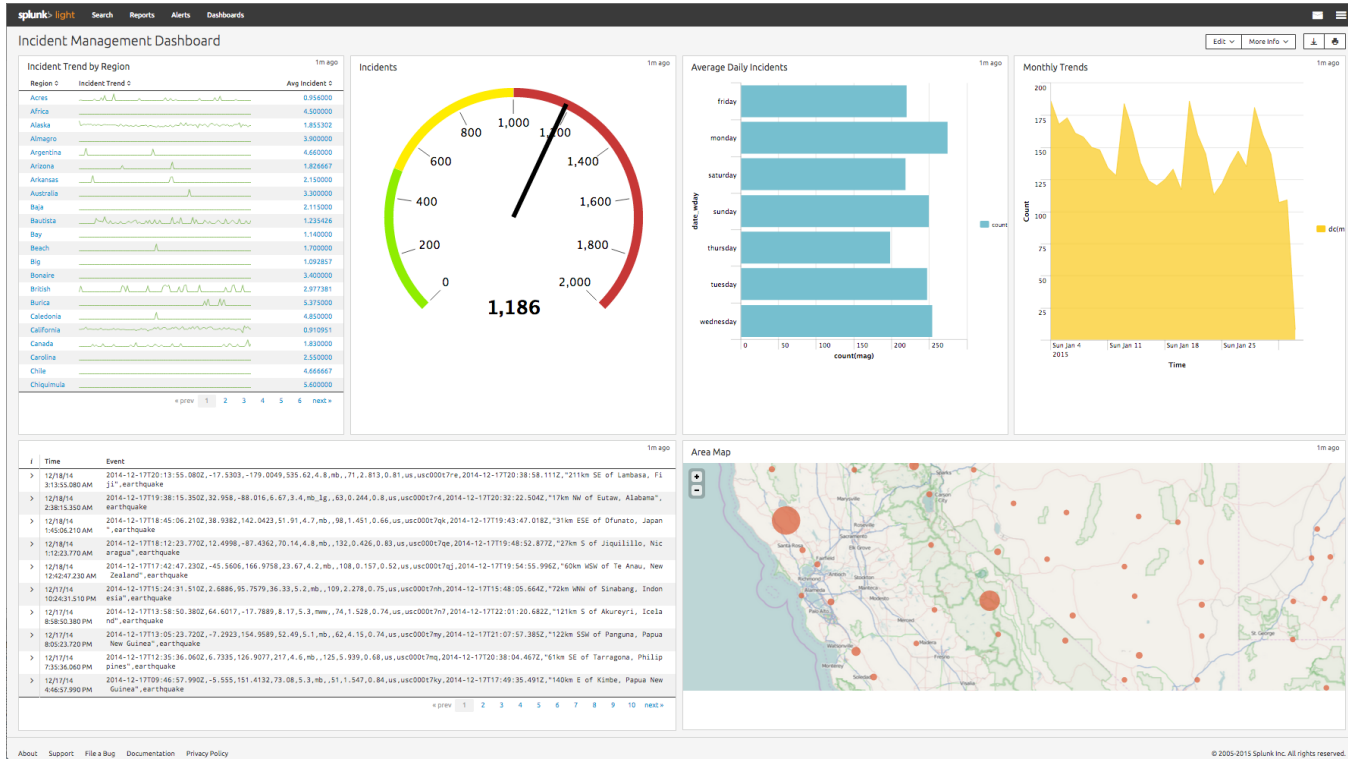 splunk> light Search Reports Alerts Dashboards
Incident Management Dashboard
Edit More Info
Incident Trend by Region 1m ago
Region Incident Trend Avg Incident
Acres 0.956000
Africa 4.500000
Alaska 1.855302
Almagro 3.900000
Argentina 4.660000
Arizona 1.826667
Arkansas 2.150000
Australia 3.300000
Baja 2.115000
Bautista 1.235426
Bay 1.140000
Beach 1.700000
Big 1.092857
Bonaire 3.400000
British 2.977381
Burica 5.375000
Caledonia 4.850000
California 0.910951
Canada 1.830000
Carolina 2.550000
Chile 4.666667
Chiquimula 5.600000
« prev 1 2 3 4 5 6 next »
Incidents 1m ago
0
200
400
600
800
1,000
1,200
1,400
1,600
1,800
2,000
1,186
Average Daily Incidents 1m ago
date_wday
friday
monday
saturday
sunday
thursday
tuesday
wednesday
count
0 50 100 150 200 250
count(mag)
Monthly Trends 1m ago
Count
200
175
150
125
100
75
50
25
Sun Jan 4 Sun Jan 11 Sun Jan 18 Sun Jan 25
2015
Time
1m ago
i Time Event
12/18/14 2014-12-17T20:13:55.080Z,-17.5303,-179.0049,535.62,4.8,mb,,71,2.813,0.81,us,usc000t7re,2014-12-17T20:38:58.111Z,"211km SE of Lambasa, Fi
3:13:55.080 AM ji",earthquake
12/18/14 2014-12-17T19:38:15.350Z,32.958,-88.016,6.67,3.4,mb_lg,,63,0.244,0.8,us,usc000t7r4,2014-12-17T20:32:22.504Z,"17km NW of Eutaw, Alabama",
2:38:15.350 AM earthquake
12/18/14 2014-12-17T18:45:06.210Z,38.9382,142.0423,51.91,4.7,mb,,98,1.451,0.66,us,usc000t7qk,2014-12-17T19:43:47.018Z,"31km ESE of Ofunato, Japan
1:45:06.210 AM ",earthquake
12/18/14 2014-12-17T18:12:23.770Z,12.4998,-87.4362,70.14,4.8,mb,,132,0.426,0.83,us,usc000t7qe,2014-12-17T19:48:52.877Z,"27km S of Jiquilillo, Nic
1:12:23.770 AM aragua",earthquake
12/18/14 2014-12-17T17:42:47.230Z,-45.5606,166.9758,23.67,4.2,mb,,108,0.157,0.52,us,usc000t7qj,2014-12-17T19:54:55.996Z,"60km WSW of Te Anau, New
12:42:47.230 AM Zealand",earthquake
12/17/14 2014-12-17T15:24:31.510Z,2.6886,95.7579,36.33,5.2,mb,,109,2.278,0.75,us,usc000t7nh,2014-12-17T15:48:05.664Z,"72km WNW of Sinabang, Indon
10:24:31.510 PM esia",earthquake
12/17/14 2014-12-17T13:58:50.380Z,64.6017,-17.7889,8.17,5.3,mww,,74,1.528,0.74,us,usc000t7n7,2014-12-17T22:01:20.682Z,"121km S of Akureyri, Icela
8:58:50.380 PM nd",earthquake
12/17/14 2014-12-17T13:05:23.720Z,-7.2923,154.9589,52.49,5.1,mb,,62,4.15,0.74,us,usc000t7my,2014-12-17T21:07:57.385Z,"122km SSW of Panguna, Papua
8:05:23.720 PM New Guinea",earthquake
12/17/14 2014-12-17T12:35:36.060Z,6.7335,126.9077,217,4.6,mb,,125,5.939,0.68,us,usc000t7mq,2014-12-17T20:38:04.467Z,"61km SE of Tarragona, Philip
7:35:36.060 PM pines",earthquake
12/17/14 2014-12-17T09:46:57.990Z,-5.555,151.4132,73.08,5.3,mb,,51,1.547,0.84,us,usc000t7ky,2014-12-17T17:49:35.491Z,"140km E of Kimbe, Papua New
4:46:57.990 PM Guinea",earthquake
« prev 1 2 3 4 5 6 7 8 9 10 next »
Area Map 1m ago
+
-
Sparks
Carson
City
Marysville
Roseville
Sacramento
Santa Rosa
Elk Grove
Fairfield
Richmond
Antioch
Stockton
Alameda
Manteca
Modesto
Palo Alto
Merced
Madera
Watsonville
Fresno
Monterey
Soledad
Visalia
St. George
About Support File a Bug Documentation Privacy Policy
© 2005-2015 Splunk Inc. All rights reserved.